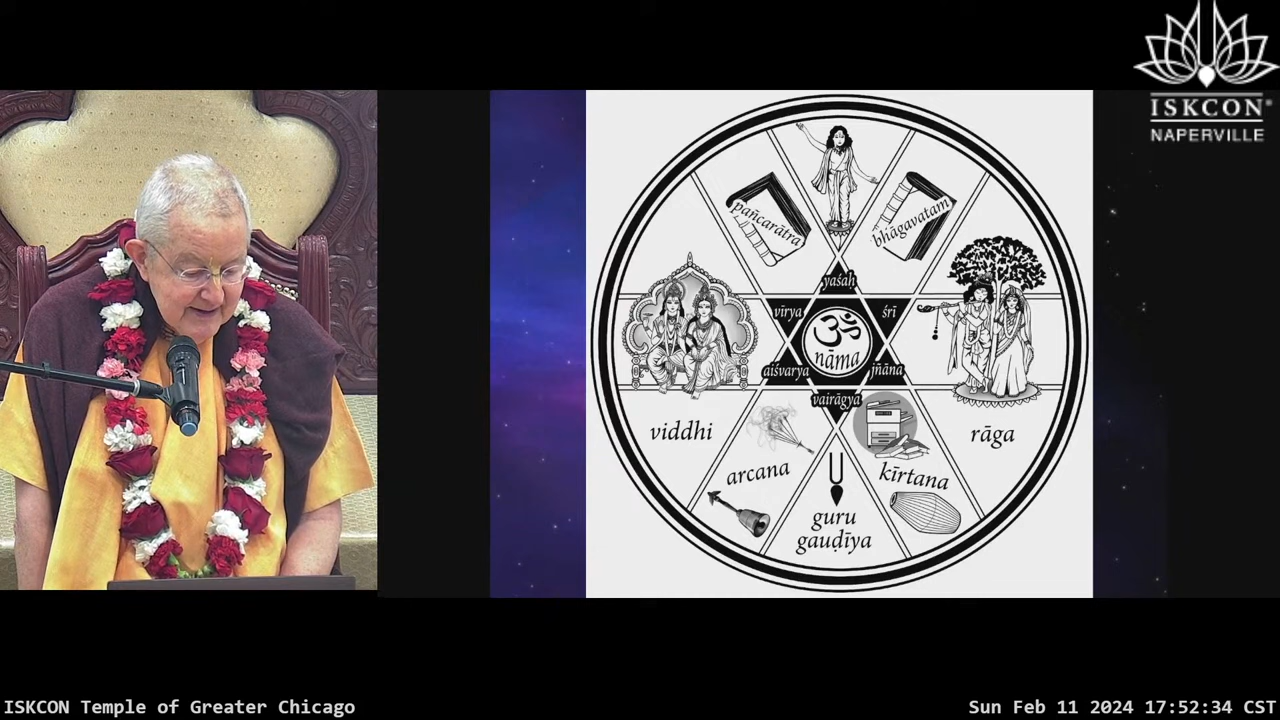 ISKCON®
NAPERVILLE
pañcarātra
bhāgavatam
yaśaḥ
vīrya
śrī
ॐ
nāma
aiśvarya
jñāna
vairāgya
viddhi
rāga
arcana
kīrtana
guru
gauḍīya
ISKCON Temple of Greater Chicago
Sun Feb 11 2024 17:52:34 CST